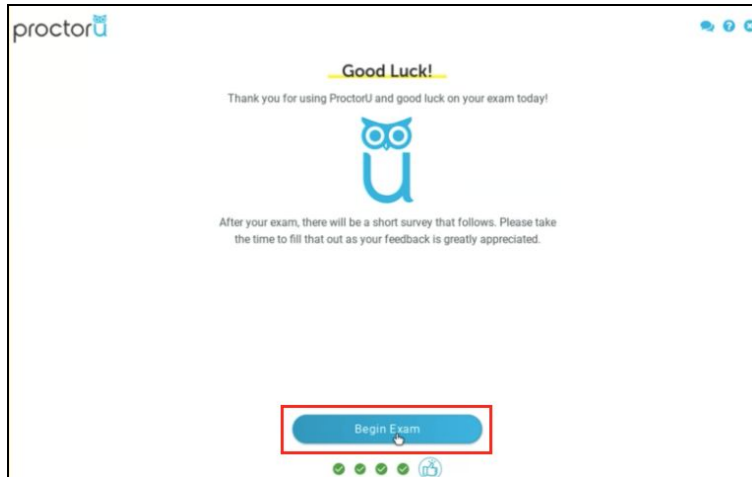 proctoru
Good Luck!
Thank you for using ProctorU and good luck on your exam today!
u
After your exam, there will be a short survey that follows. Please take
the time to fill that out as your feedback is greatly appreciated.
Begin Exam